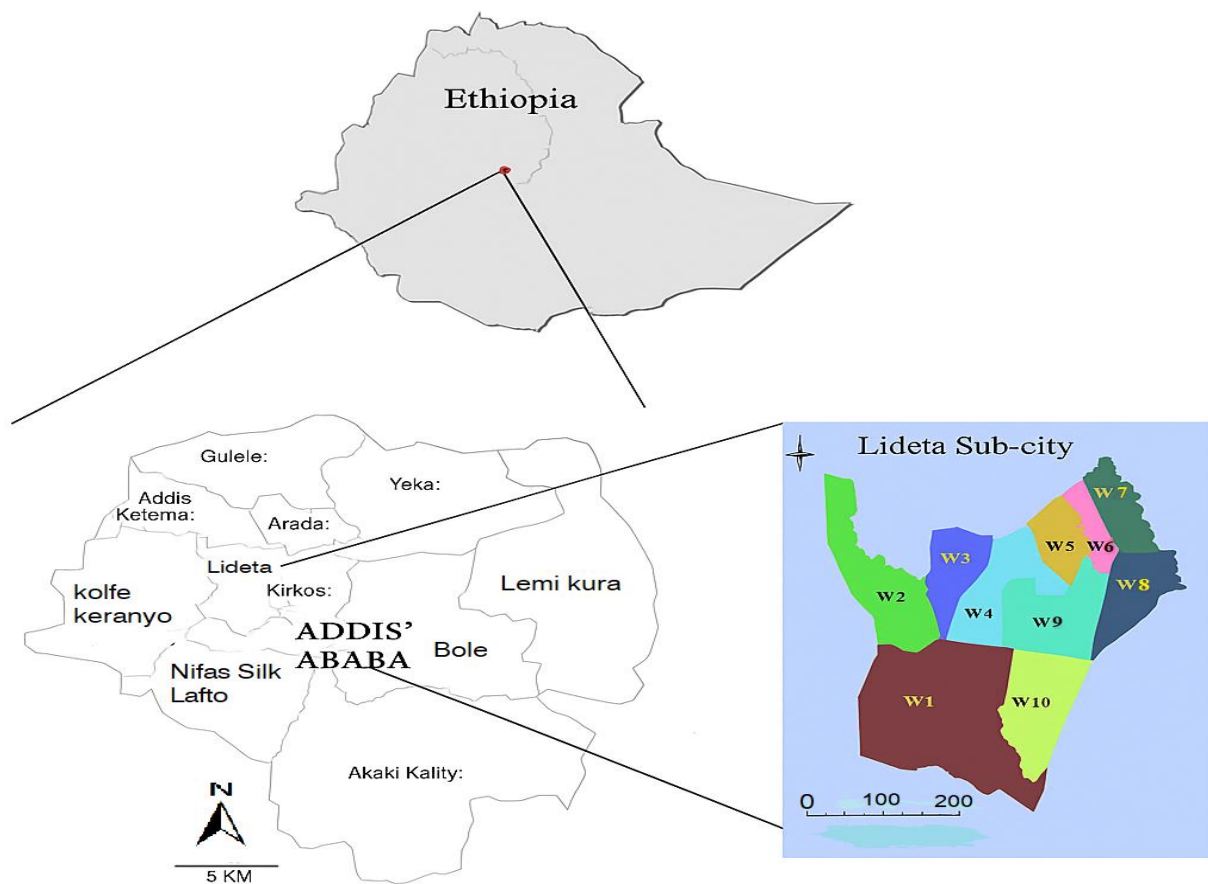 Ethiopia
Gulele:
Yeka:
Addis
Ketema:
Arada:
Lideta
Kirkos:
kolfe
keranyo
Lemi kura
ADDIS’
ABABA
Bole
Nifas Silk
Lafto
Akaki Kality:
N
5 KM
Lideta Sub-city
W7
W3
W5
W6
W2
W8
W4
W9
W1
W10
0 100 200